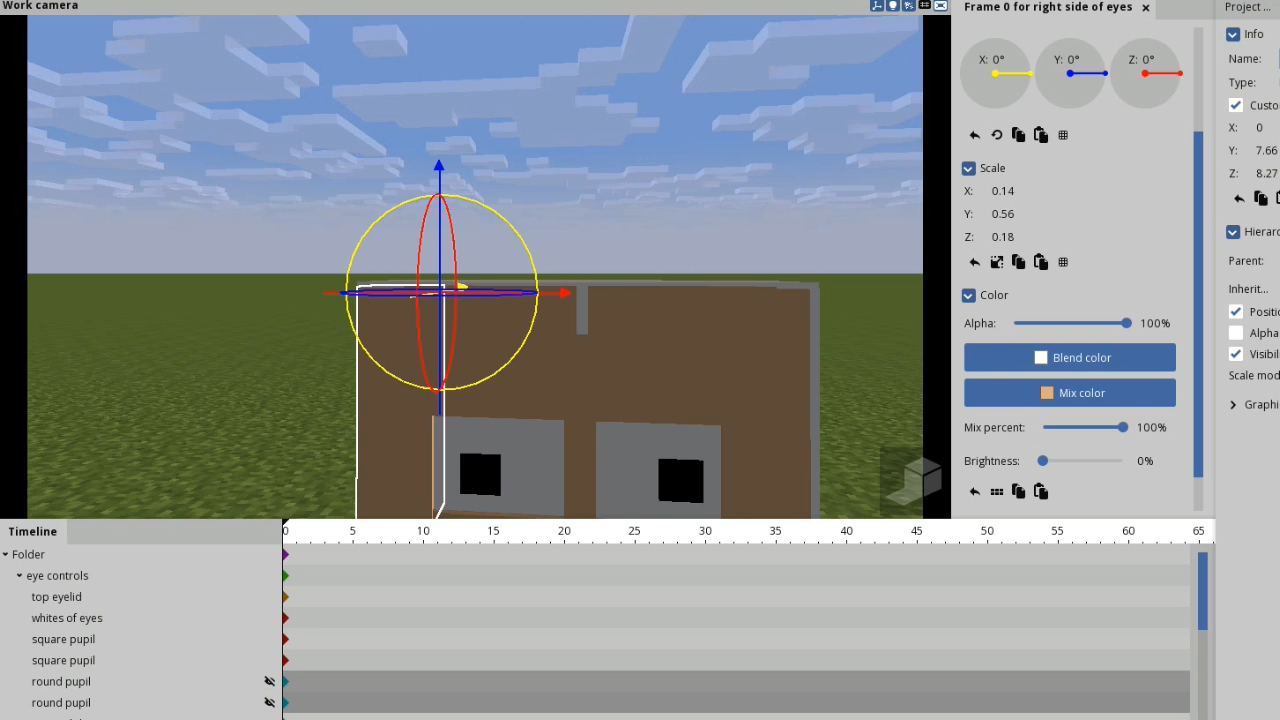 Work camera
Frame 0 for right side of eyes
X: 0° Y: 0° Z: 0°
Scale
X: 0.14
Y: 0.56
Z: 0.18
Color
Alpha: 100%
Blend color
Mix color
Mix percent: 100%
Brightness: 0%
Project ...
Info
Name:
Type:
Custo
X: 0
Y: 7.66
Z: 8.27
Hierarc
Parent:
Inherit...
Positio
Alpha
Visibil
Scale mod
Graphi
Timeline
0 5 10 15 20 25 30 35 40 45 50 55 60 65
Folder
eye controls
top eyelid
whites of eyes
square pupil
square pupil
round pupil
round pupil